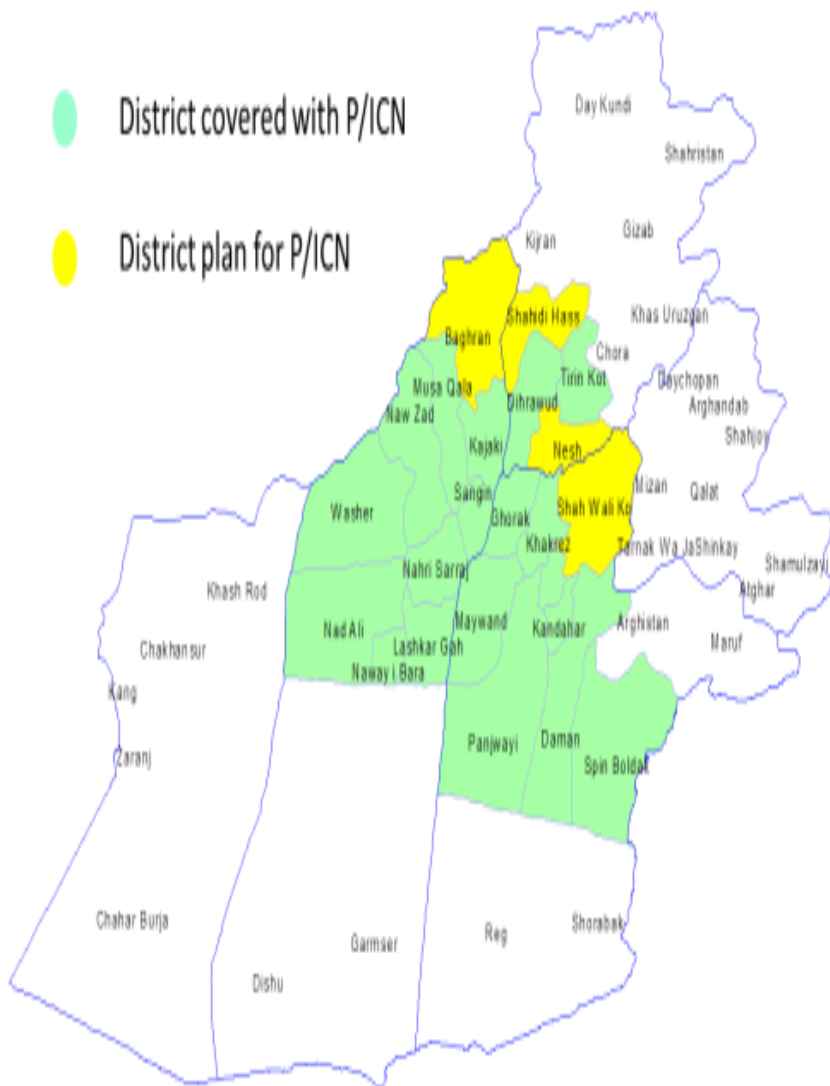 District covered with P/ICN
District plan for P/ICN
Day Kundi
Shahristan
Gizab
Kijran
Khas Uruzgan
Shahidi Hass
Baghran
Chora
Tirin Kot
Daychopan
Musa Qala
Dihrawud
Arghandab
Naw Zad
Shahjoy
Kajaki
Nesh
Mizan
Qalat
Sangin
Shah Wali Ko
Washer
Ghorak
Khakrez
Tarnak Wa Ja
Shinkay
Shamulzayi
Nahri Sarraj
Khash Rod
Atghar
Maywand
Arghistan
Nad Ali
Kandahar
Maruf
Lashkar Gah
Chakhansur
Naway i Bara
Kang
Panjwayi
Daman
Zaranj
Spin Boldak
Chahar Burja
Shorabak
Reg
Garmser
Dishu